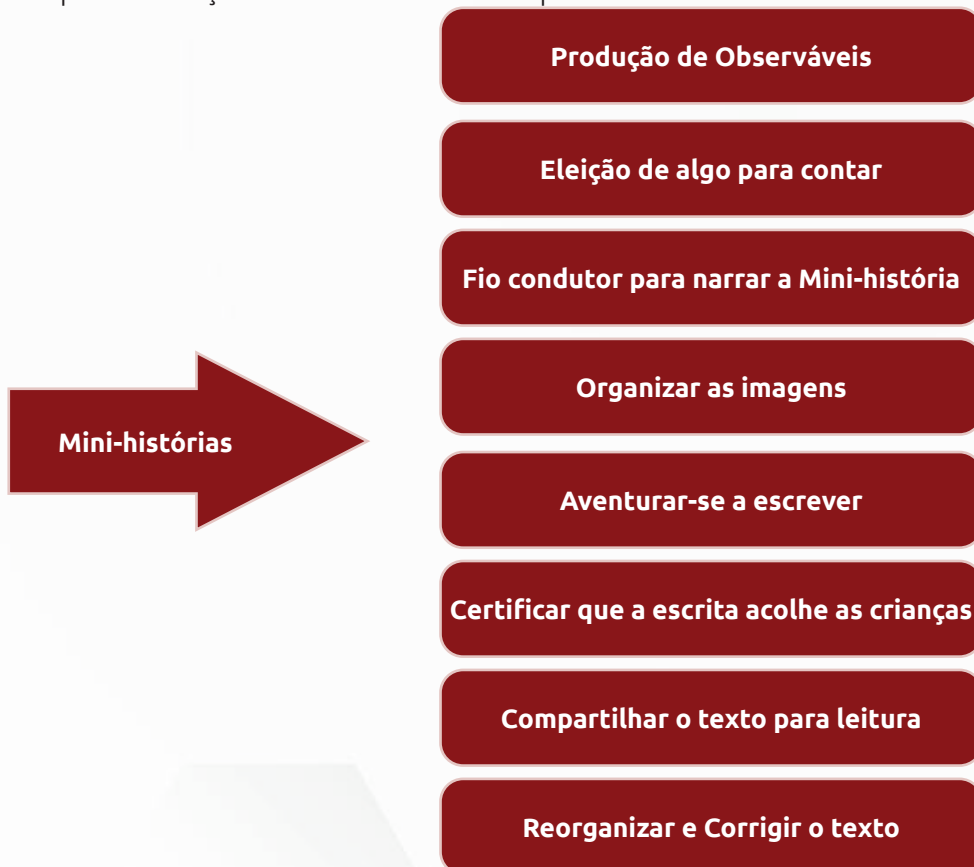 Produção de Observáveis
Eleição de algo para contar
Fio condutor para narrar a Mini-história
Organizar as imagens
Mini-histórias
Aventurar-se a escrever
Certificar que a escrita acolhe as crianças
Compartilhar o texto para leitura
Reorganizar e Corrigir o texto